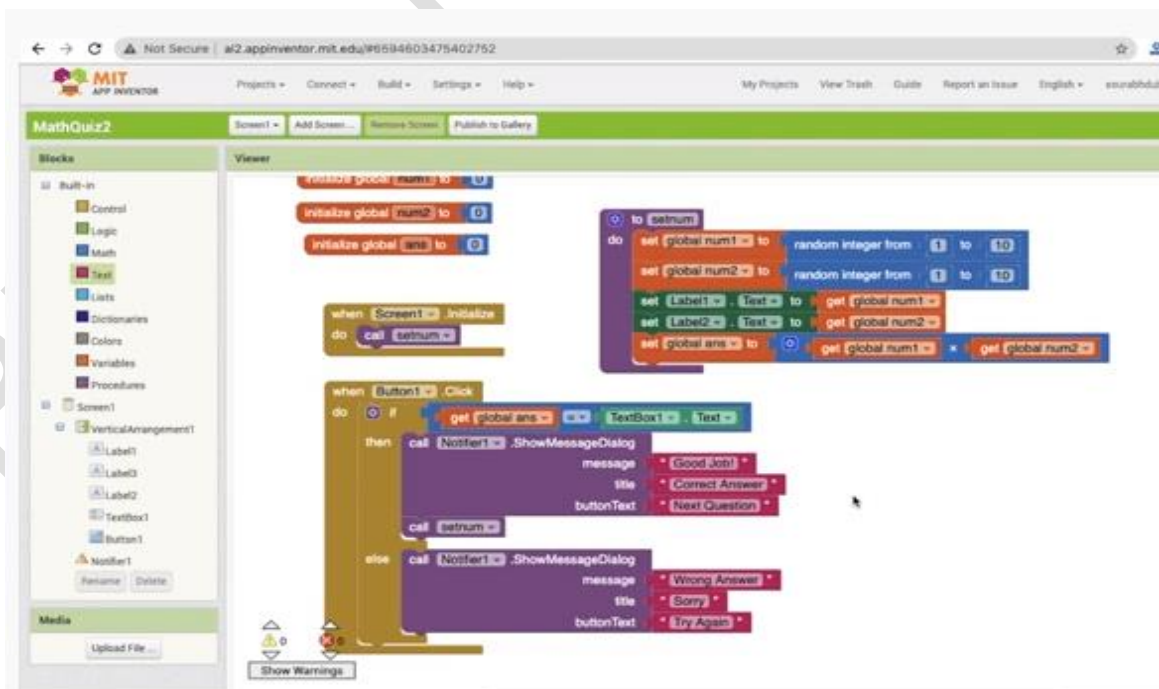 Not Secure | ai2.appinventor.mit.edu/#6594603475402752
MIT
APP INVENTOR
Projects Connect Build Settings Help My Projects View Trash Guide Report an Issue English
MathQuiz2 Screen1 Add Screen ... Remove Screen Publish to Gallery
Blocks Viewer
Built-in
Control
Logic
Math
Text
Lists
Dictionaries
Colors
Variables
Procedures
Screen1
VerticalArrangement1
Label1
Label3
Label2
TextBox1
Button1
Notifier1
Rename Delete
Media
Upload File ...
initialize global num1 to 0
initialize global num2 to 0
initialize global ans to 0
when Screen1 .Initialize
do call setnum
to setnum
do set global num1 to random integer from 1 to 10
set global num2 to random integer from 1 to 10
set Label1 . Text to get global num1
set Label2 . Text to get global num2
set global ans to get global num1 × get global num2
when Button1 .Click
do if get global ans = TextBox1 . Text
then call Notifier1 .ShowMessageDialog
message " Good Job! "
title " Correct Answer "
buttonText " Next Question "
call setnum
else call Notifier1 .ShowMessageDialog
message " Wrong Answer "
title " Sorry "
buttonText " Try Again "
0 0
Show Warnings